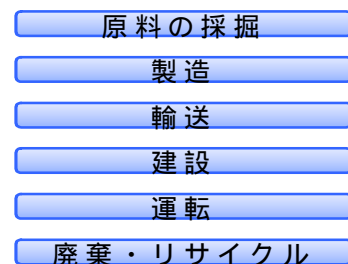 原料の採掘
製造
輸送
建設
運転
廃棄・リサイクル